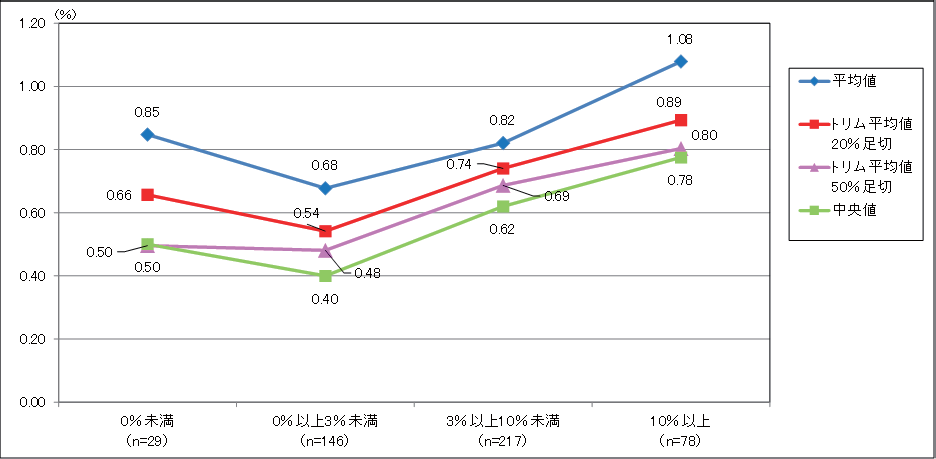 (%)
1.20
1.00
0.80
0.60
0.40
0.20
0.00
0.85
0.68
0.82
1.08
0.66
0.54
0.74
0.89
0.50
0.48
0.69
0.80
0.50
0.40
0.62
0.78
0%未満
(n=29)
0%以上3%未満
(n=146)
3%以上10%未満
(n=217)
10%以上
(n=78)
平均値
トリム平均値
20%足切
トリム平均値
50%足切
中央値